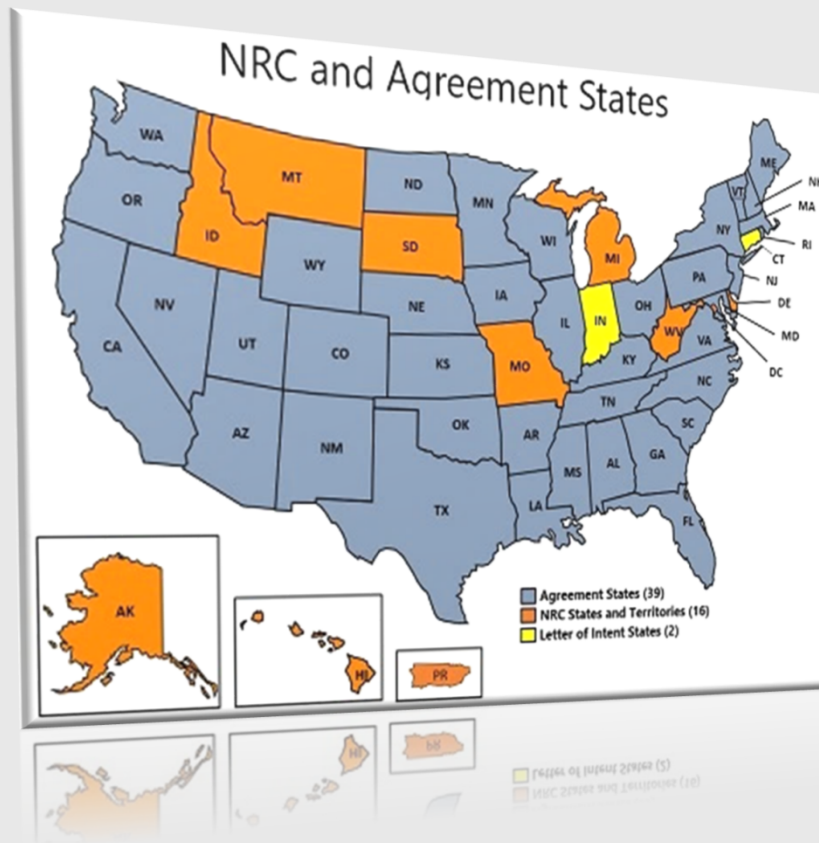 NRC and Agreement States
WA
MT
ND
MN
ME
VT
OR
ID
SD
WI
MI
NY
MA
RI
CT
NJ
WY
NE
IA
PA
DE
NV
IL
IN
OH
WV
MD
CA
UT
CO
KS
MO
KY
VA
DC
AZ
NM
OK
AR
TN
NC
SC
MS
AL
GA
TX
LA
FL
AK
HI
PR
Agreement States (39)
NRC States and Territories (16)
Letter of Intent States (2)